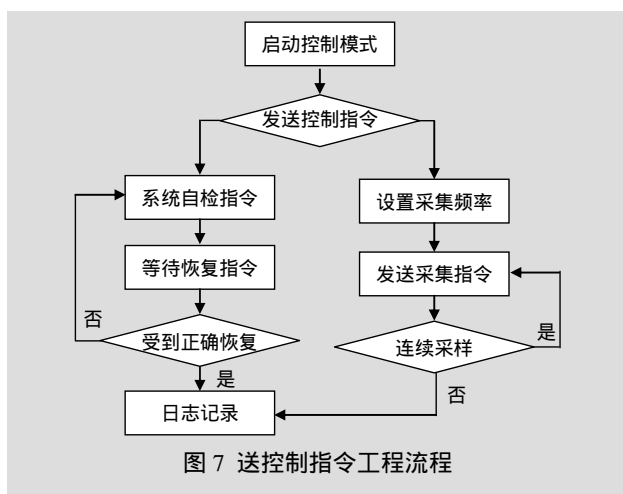 启动控制模式
发送控制指令
系统自检指令
设置采集频率
等待恢复指令
发送采集指令
否
受到正确恢复
连续采样
是
是
否
日志记录
图 7 送控制指令工程流程